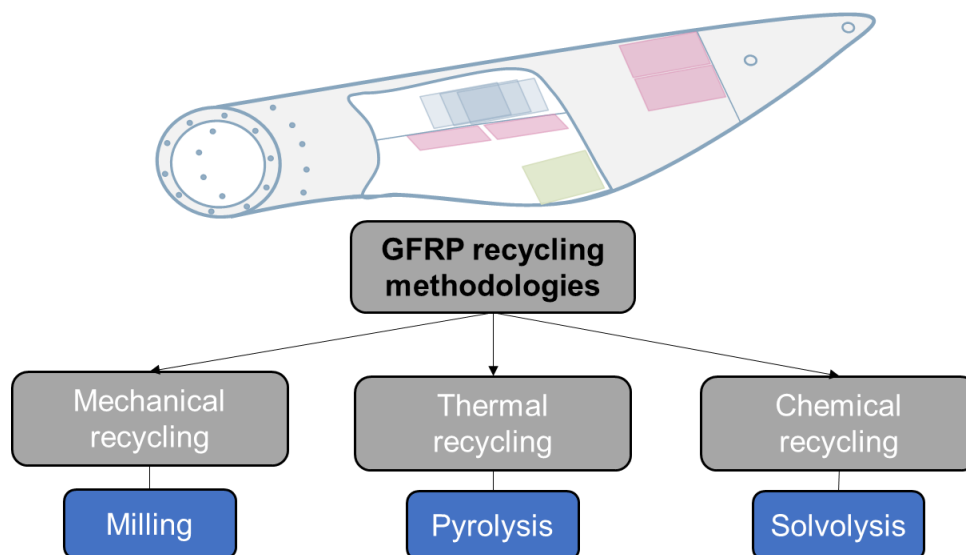 GFRP recycling
methodologies
Mechanical
recycling
Thermal
recycling
Chemical
recycling
Milling
Pyrolysis
Solvolysis